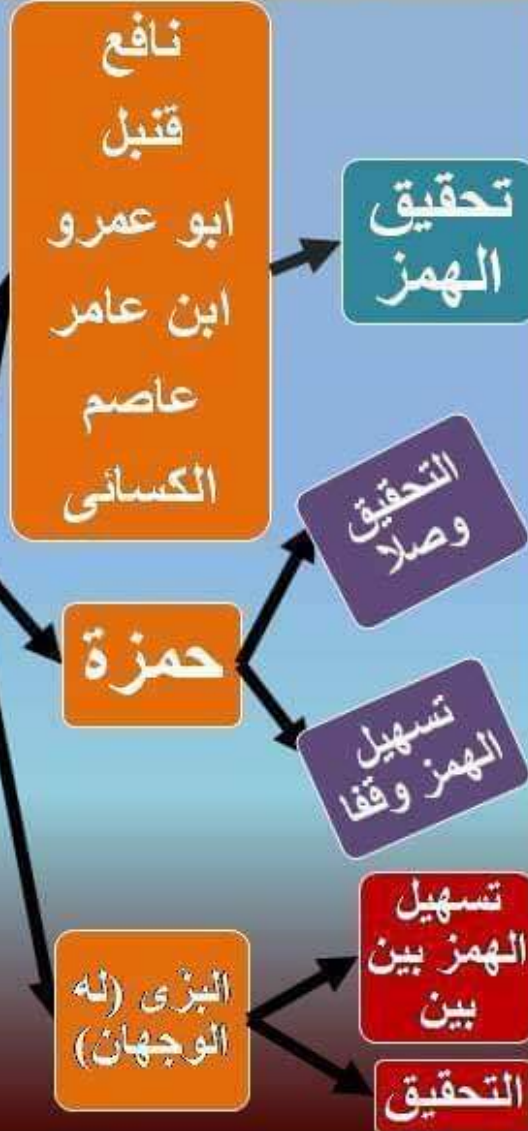 نافع
قنبل
ابو عمرو
ابن عامر
عاصم
الكسائى
تحقيق
الهمز
حمزة
التحقيق
وصلا
تسهيل
الهمز وقفا
البزى (له
الوجهان)
تسهيل
الهمز بين
بين
التحقيق